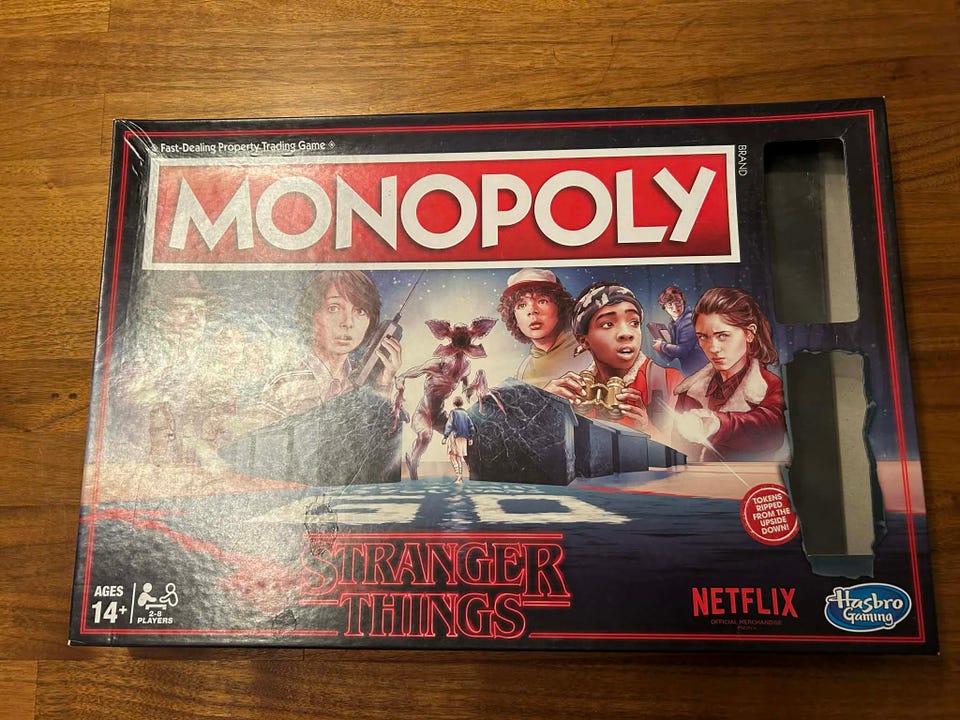 Fast-Dealing Property Trading Game
BRAND
MONOPOLY
GO
TOKENS
RIPPED
FROM THE
UPSIDE
DOWN!
STRANGER
THINGS
AGES
14+
2-8
PLAYERS
NETFLIX
OFFICIAL MERCHANDISE
Hasbro
Gaming